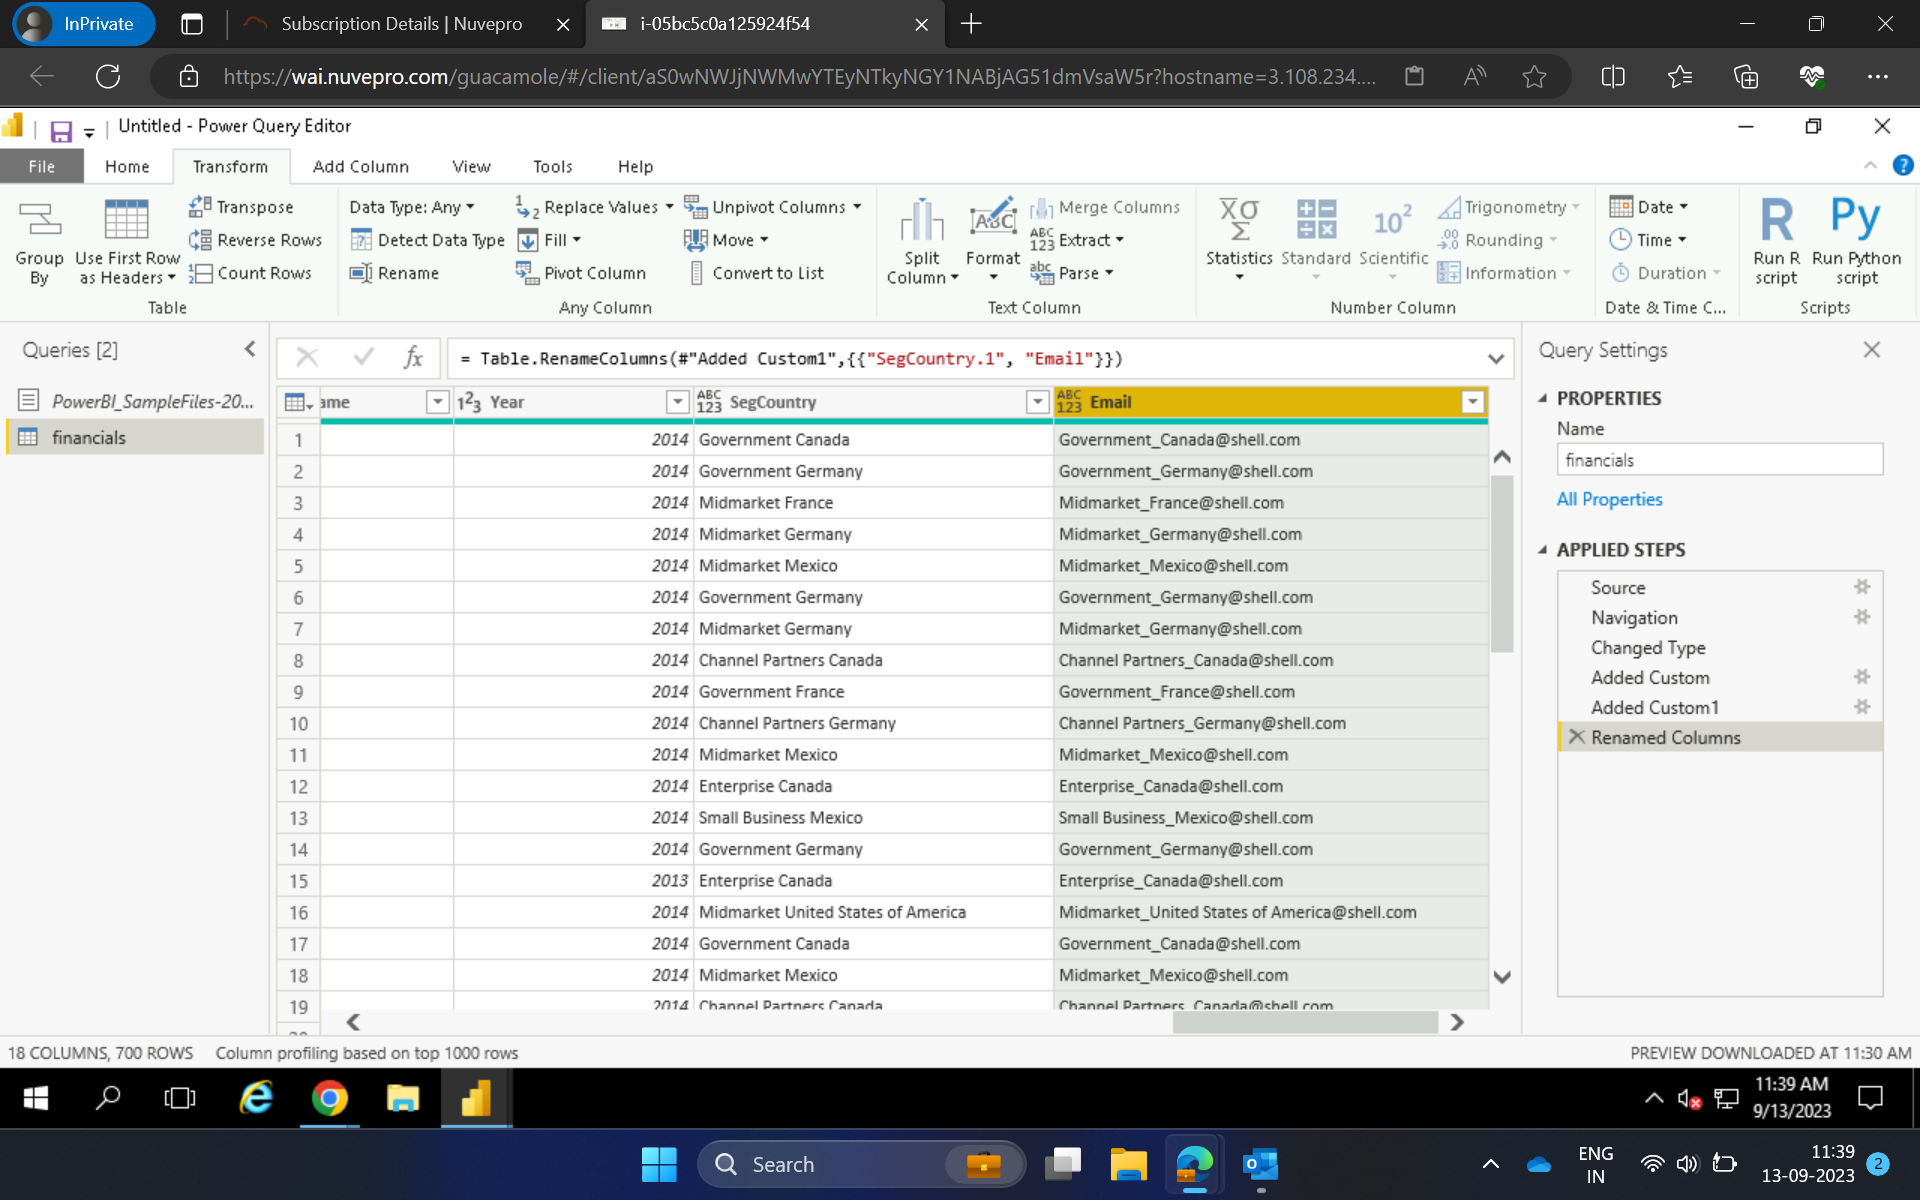 InPrivate
Subscription Details | Nuvepro
i-05bc5c0a125924f54
https://wai.nuvepro.com/guacamole/#/client/aS0wNWJjNWMwYTEyNTkyNGY1NABjAG51dmVsaW5r?hostname=3.108.234....
Untitled - Power Query Editor
File Home Transform Add Column View Tools Help
Group By
Use First Row as Headers
Transpose
Reverse Rows
Count Rows
Table
Data Type: Any
Detect Data Type
Rename
Replace Values
Fill
Pivot Column
Unpivot Columns
Move
Convert to List
Any Column
Split Column
Format
Merge Columns
Extract
Parse
Text Column
Statistics
Standard
Scientific
Trigonometry
Rounding
Information
Number Column
Date
Time
Duration
Date & Time C...
Run R script
Run Python script
Scripts
Queries [2]
PowerBI_SampleFiles-20...
financials
fx
= Table.RenameColumns(#"Added Custom1",{{"SegCountry.1", "Email"}})
ame 123 Year ABC 123 SegCountry ABC 123 Email
1 2014 Government Canada Government_Canada@shell.com
2 2014 Government Germany Government_Germany@shell.com
3 2014 Midmarket France Midmarket_France@shell.com
4 2014 Midmarket Germany Midmarket_Germany@shell.com
5 2014 Midmarket Mexico Midmarket_Mexico@shell.com
6 2014 Government Germany Government_Germany@shell.com
7 2014 Midmarket Germany Midmarket_Germany@shell.com
8 2014 Channel Partners Canada Channel Partners_Canada@shell.com
9 2014 Government France Government_France@shell.com
10 2014 Channel Partners Germany Channel Partners_Germany@shell.com
11 2014 Midmarket Mexico Midmarket_Mexico@shell.com
12 2014 Enterprise Canada Enterprise_Canada@shell.com
13 2014 Small Business Mexico Small Business_Mexico@shell.com
14 2014 Government Germany Government_Germany@shell.com
15 2013 Enterprise Canada Enterprise_Canada@shell.com
16 2014 Midmarket United States of America Midmarket_United States of America@shell.com
17 2014 Government Canada Government_Canada@shell.com
18 2014 Midmarket Mexico Midmarket_Mexico@shell.com
19 2014 Channel Partners Canada Channel Partners_Canada@shell.com
Query Settings
PROPERTIES
Name
financials
All Properties
APPLIED STEPS
Source
Navigation
Changed Type
Added Custom
Added Custom1
Renamed Columns
18 COLUMNS, 700 ROWS Column profiling based on top 1000 rows PREVIEW DOWNLOADED AT 11:30 AM
11:39 AM
9/13/2023
Search
ENG
IN
11:39
13-09-2023
2